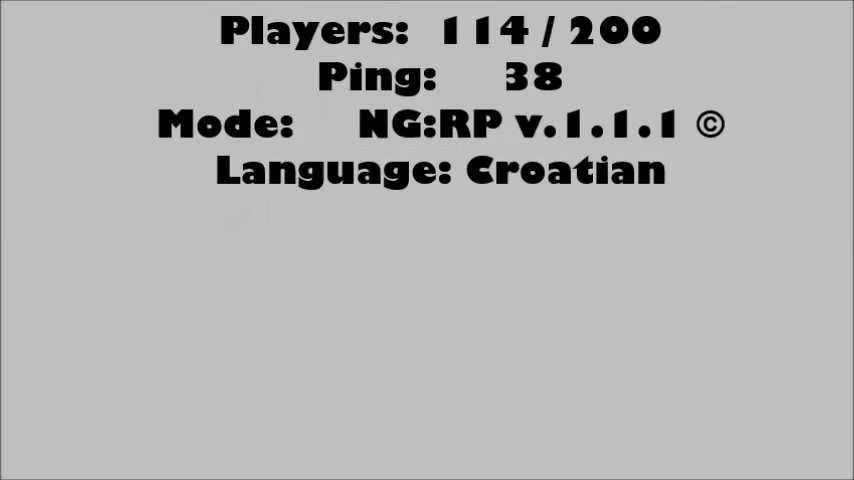 Players: 114 / 200
Ping: 38
Mode: NG:RP v.1.1.1 ©
Language: Croatian